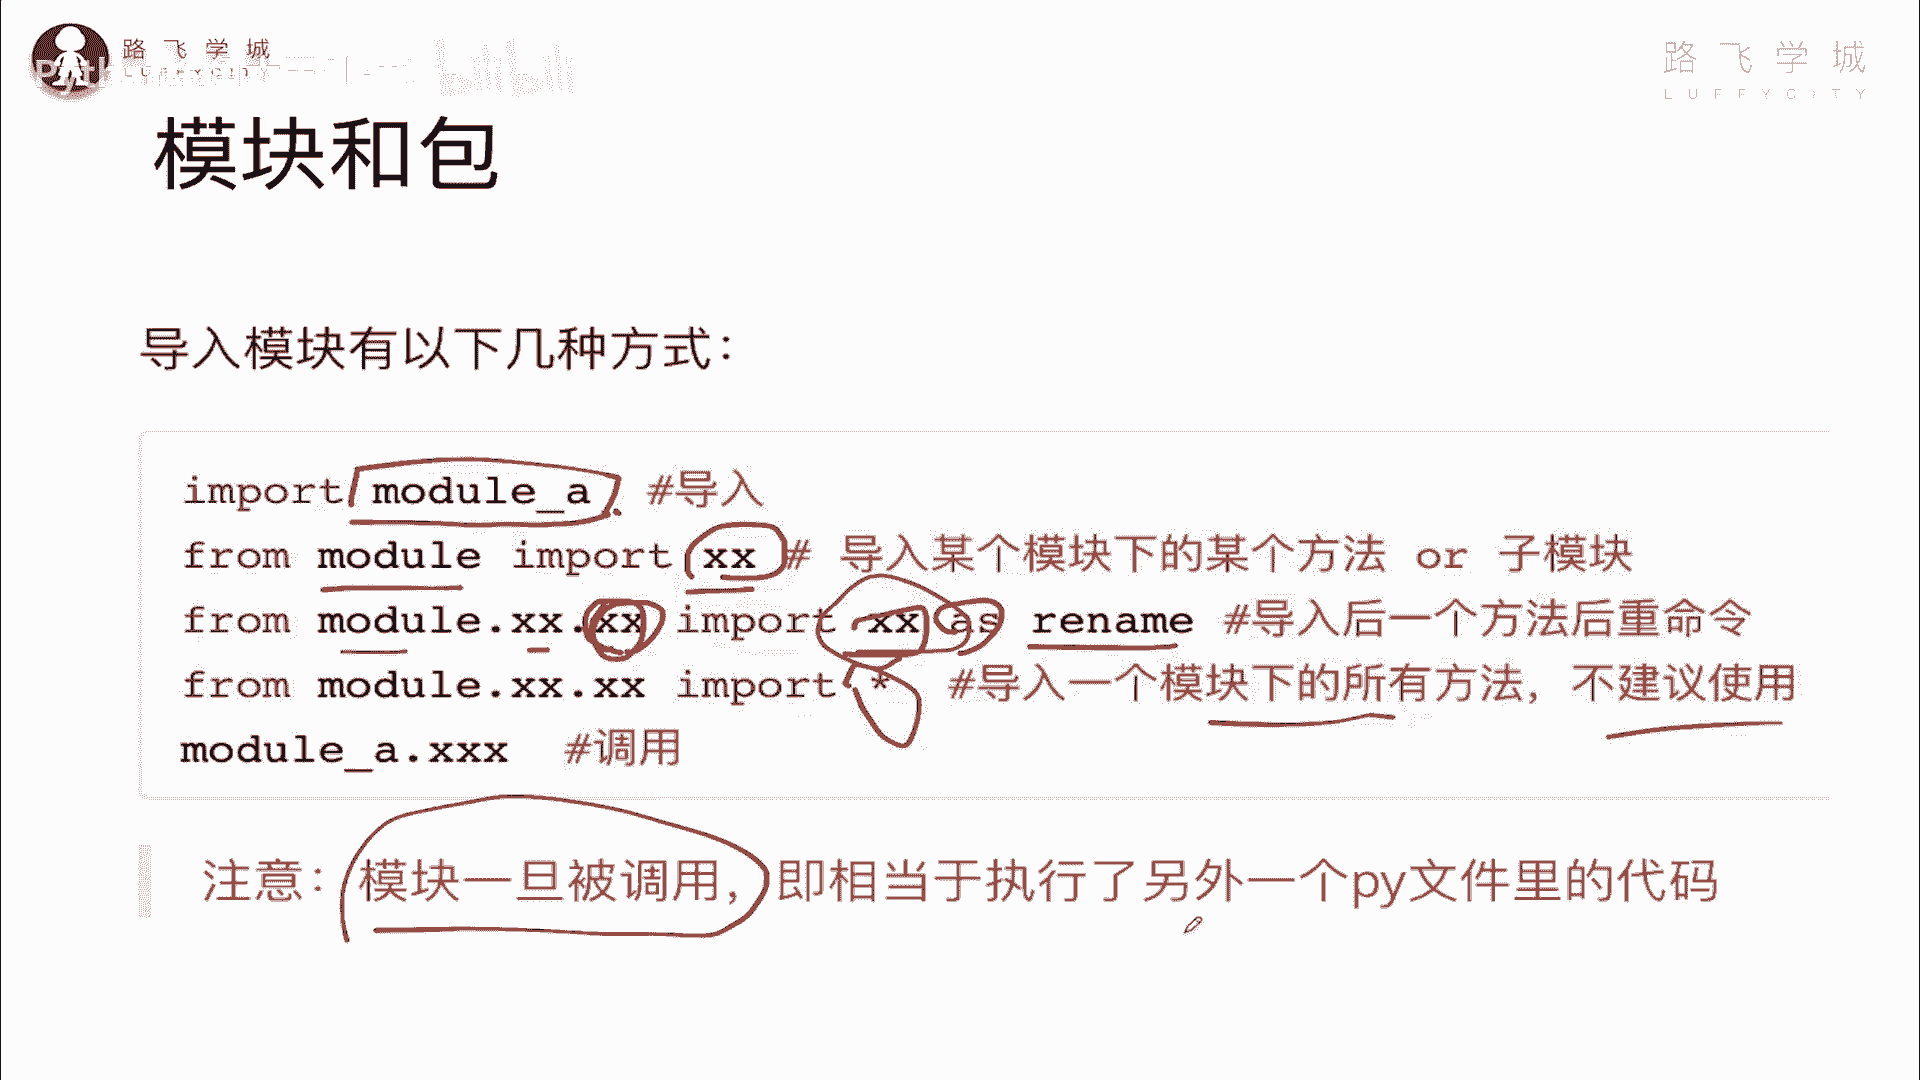 路飞学城
LUFFYCITY
路飞学城
LUFFYCITY
模块和包
导入模块有以下几种方式：
import module_a #导入
from module import xx # 导入某个模块下的某个方法 or 子模块
from module.xx.xx import xx as rename #导入后一个方法后重命令
from module.xx.xx import * #导入一个模块下的所有方法，不建议使用
module_a.xxx #调用
注意：模块一旦被调用，即相当于执行了另外一个py文件里的代码